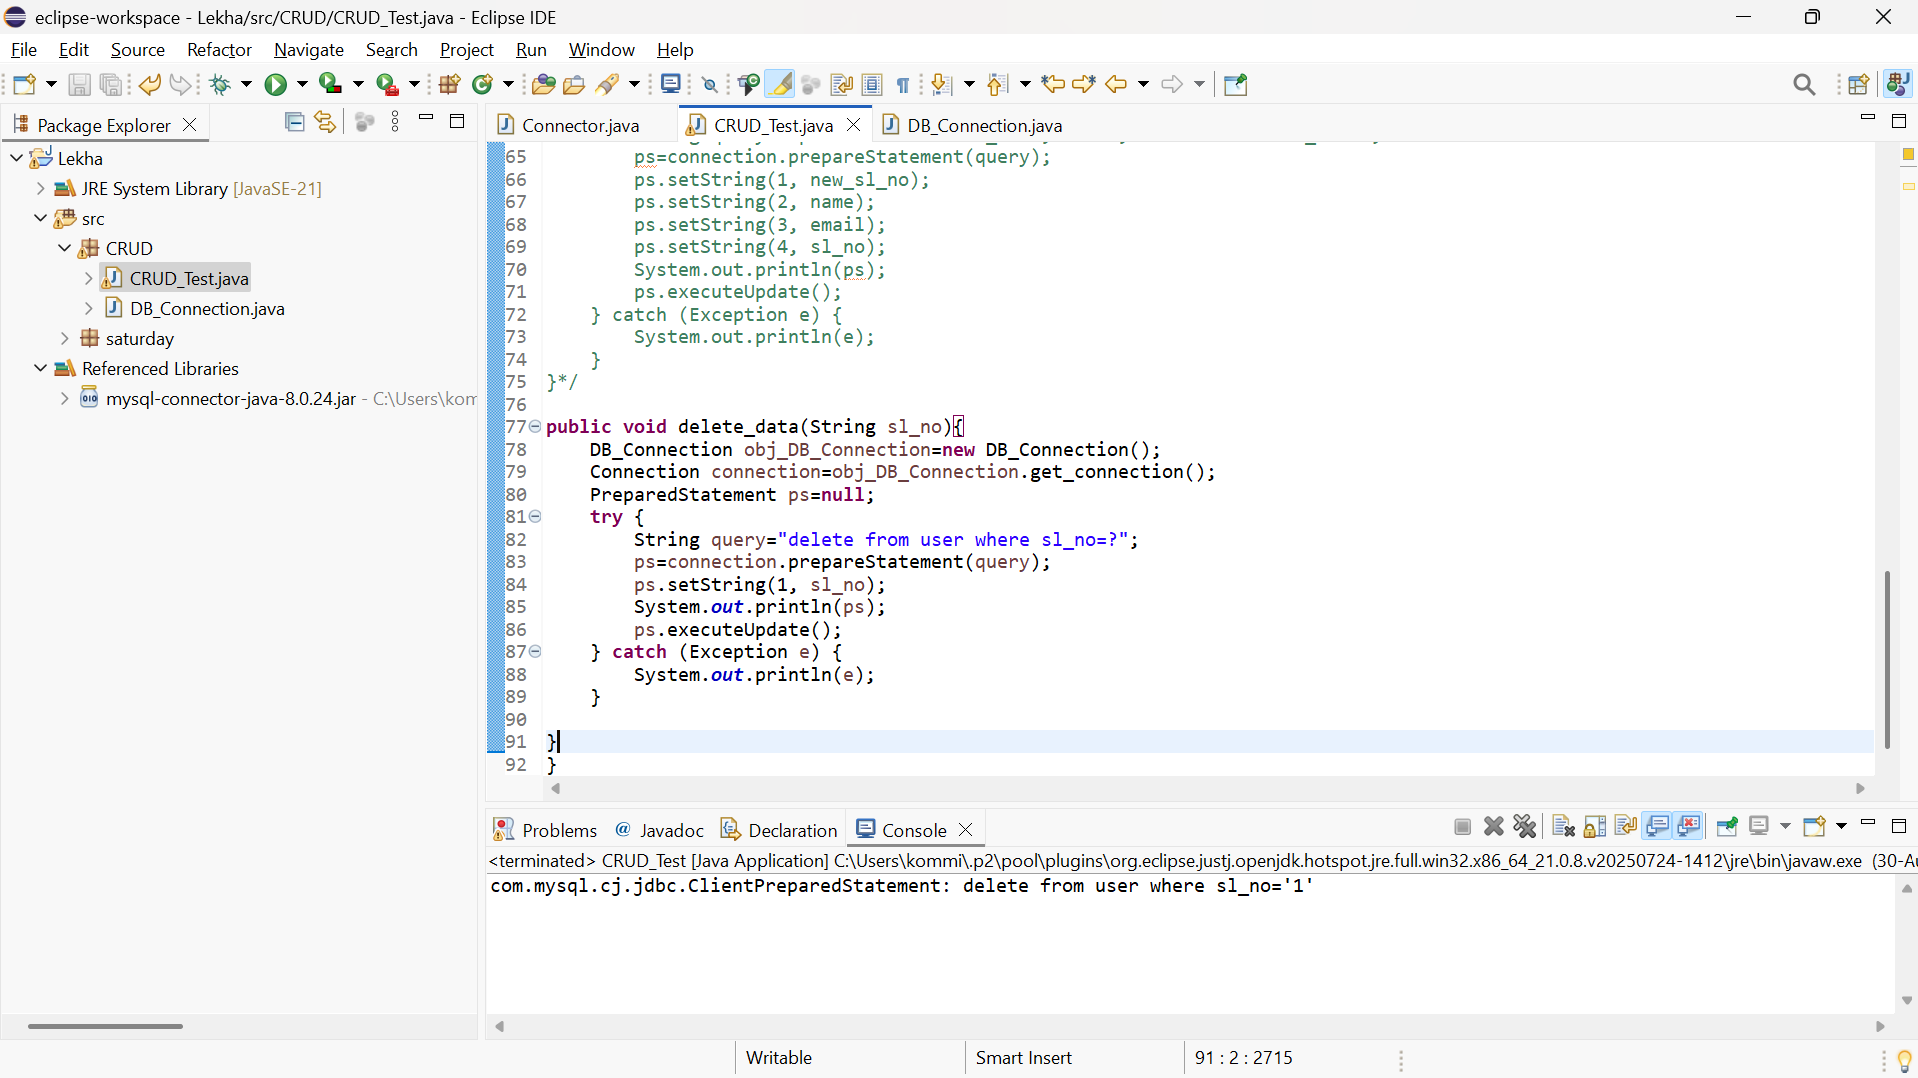 eclipse-workspace - Lekha/src/CRUD/CRUD_Test.java - Eclipse IDE
File Edit Source Refactor Navigate Search Project Run Window Help
Package Explorer
Lekha
JRE System Library [JavaSE-21]
src
CRUD
CRUD_Test.java
DB_Connection.java
saturday
Referenced Libraries
mysql-connector-java-8.0.24.jar - C:\Users\kom
Connector.java CRUD_Test.java DB_Connection.java
65 ps=connection.prepareStatement(query);
66 ps.setString(1, new_sl_no);
67 ps.setString(2, name);
68 ps.setString(3, email);
69 ps.setString(4, sl_no);
70 System.out.println(ps);
71 ps.executeUpdate();
72 } catch (Exception e) {
73 System.out.println(e);
74 }
75 }*/
76
77 public void delete_data(String sl_no){
78 DB_Connection obj_DB_Connection=new DB_Connection();
79 Connection connection=obj_DB_Connection.get_connection();
80 PreparedStatement ps=null;
81 try {
82 String query="delete from user where sl_no=?";
83 ps=connection.prepareStatement(query);
84 ps.setString(1, sl_no);
85 System.out.println(ps);
86 ps.executeUpdate();
87 } catch (Exception e) {
88 System.out.println(e);
89 }
90
91 }
92 }
Problems Javadoc Declaration Console
<terminated> CRUD_Test [Java Application] C:\Users\kommi\.p2\pool\plugins\org.eclipse.justj.openjdk.hotspot.jre.full.win32.x86_64_21.0.8.v20250724-1412\jre\bin\javaw.exe (30-Au
com.mysql.cj.jdbc.ClientPreparedStatement: delete from user where sl_no='1'
Writable Smart Insert 91 : 2 : 2715